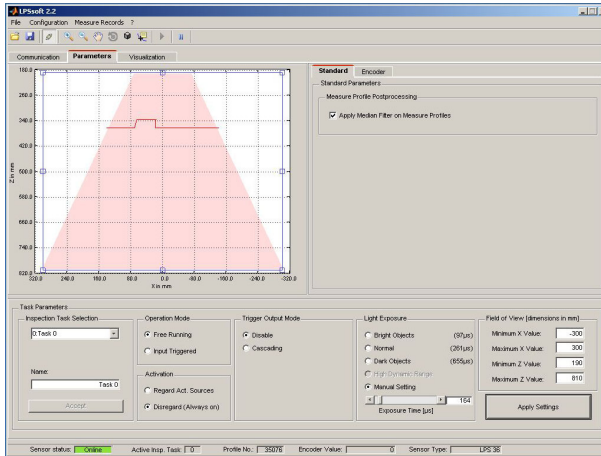 LPSsoft 2.2
File Configuration Measure Records ?
Communication Parameters Visualization
Standard Encoder
Standard Parameters
Measure Profile Postprocessing
Apply Median Filter on Measure Profiles
180.0
260.0
340.0
420.0
500.0
580.0
660.0
740.0
820.0
Z in mm
320.0 240.0 160.0 80.0 0.0 -80.0 -160.0 -240.0 -320.0
X in mm
Task Parameters
Inspection Task Selection
0:Task 0
Name:
Task 0
Accept
Operation Mode
Free Running
Input Triggered
Activation
Regard Act. Sources
Disregard (Always on)
Trigger Output Mode
Disable
Cascading
Light Exposure
Bright Objects (97µs)
Normal (261µs)
Dark Objects (655µs)
High Dynamic Range
Manual Setting
164
Exposure Time [µs]
Field of View [dimensions in mm]
Minimum X Value: -300
Maximum X Value: 300
Minimum Z Value: 190
Maximum Z Value: 810
Apply Settings
Sensor status: Online Active Insp. Task: 0 Profile No.: 35076 Encoder Value: 0 Sensor Type: LPS 36